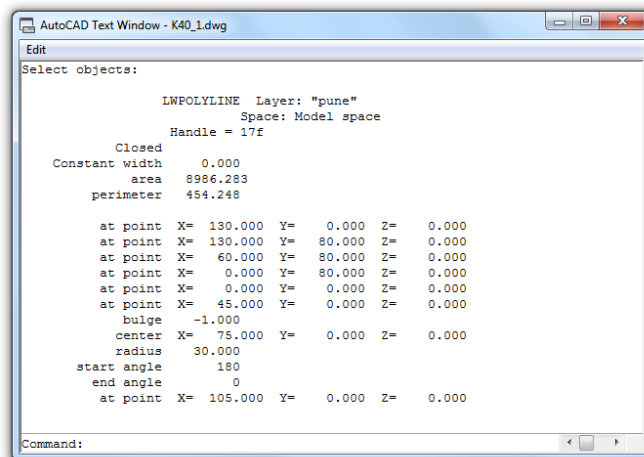 AutoCAD Text Window - K40_1.dwg
Edit
Select objects:
LWPOLYLINE Layer: "pune"
Space: Model space
Handle = 17f
Closed
Constant width 0.000
area 8986.283
perimeter 454.248
at point X= 130.000 Y= 0.000 Z= 0.000
at point X= 130.000 Y= 80.000 Z= 0.000
at point X= 60.000 Y= 80.000 Z= 0.000
at point X= 0.000 Y= 80.000 Z= 0.000
at point X= 0.000 Y= 0.000 Z= 0.000
at point X= 45.000 Y= 0.000 Z= 0.000
bulge -1.000
center X= 75.000 Y= 0.000 Z= 0.000
radius 30.000
start angle 180
end angle 0
at point X= 105.000 Y= 0.000 Z= 0.000
Command: